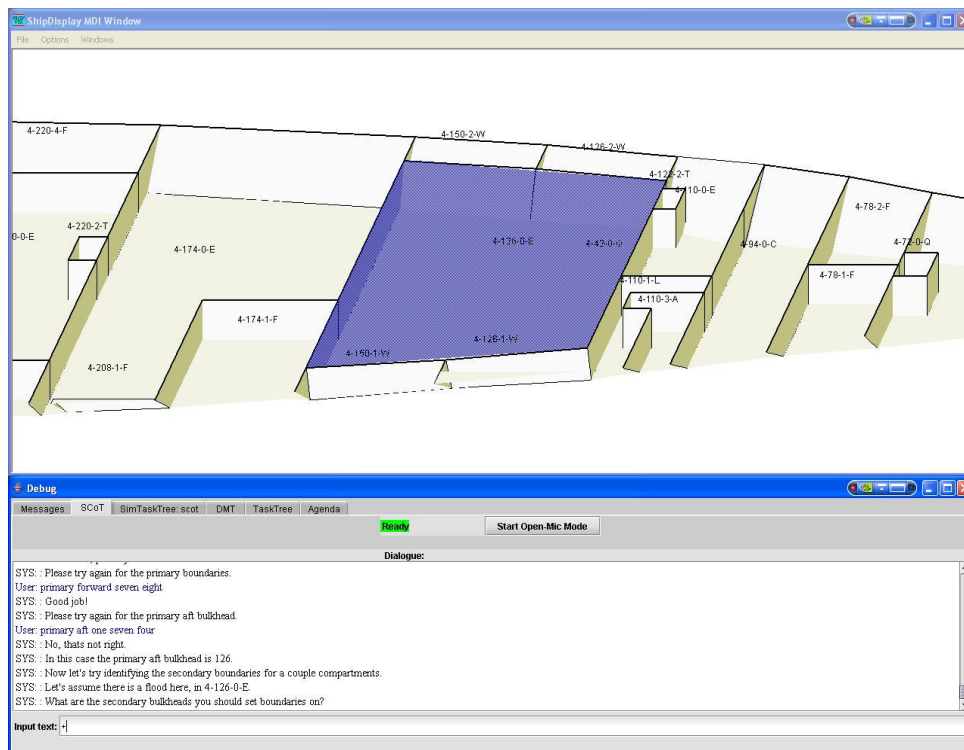 ShipDisplay MDI Window
File Options Windows
4-220-4-F
4-150-2-W
4-126-2-W
4-122-2-T
4-110-0-E
4-220-2-T
0-0-E
4-174-0-E
4-126-0-E
4-42-0-Q
4-94-0-C
4-78-2-F
4-72-0-Q
4-110-1-L
4-78-1-F
4-110-3-A
4-174-1-F
4-126-1-W
4-150-1-W
4-208-1-F
Debug
Messages SCoT SimTaskTree: scot DMT TaskTree Agenda
Ready Start Open-Mic Mode
Dialogue:
SYS: : Please try again for the primary boundaries.
User: primary forward seven eight
SYS: : Good job!
SYS: : Please try again for the primary aft bulkhead.
User: primary aft one seven four
SYS: : No, thats not right.
SYS: : In this case the primary aft bulkhead is 126.
SYS: : Now let's try identifying the secondary boundaries for a couple compartments.
SYS: : Let's assume there is a flood here, in 4-126-0-E.
SYS: : What are the secondary bulkheads you should set boundaries on?
Input text: +